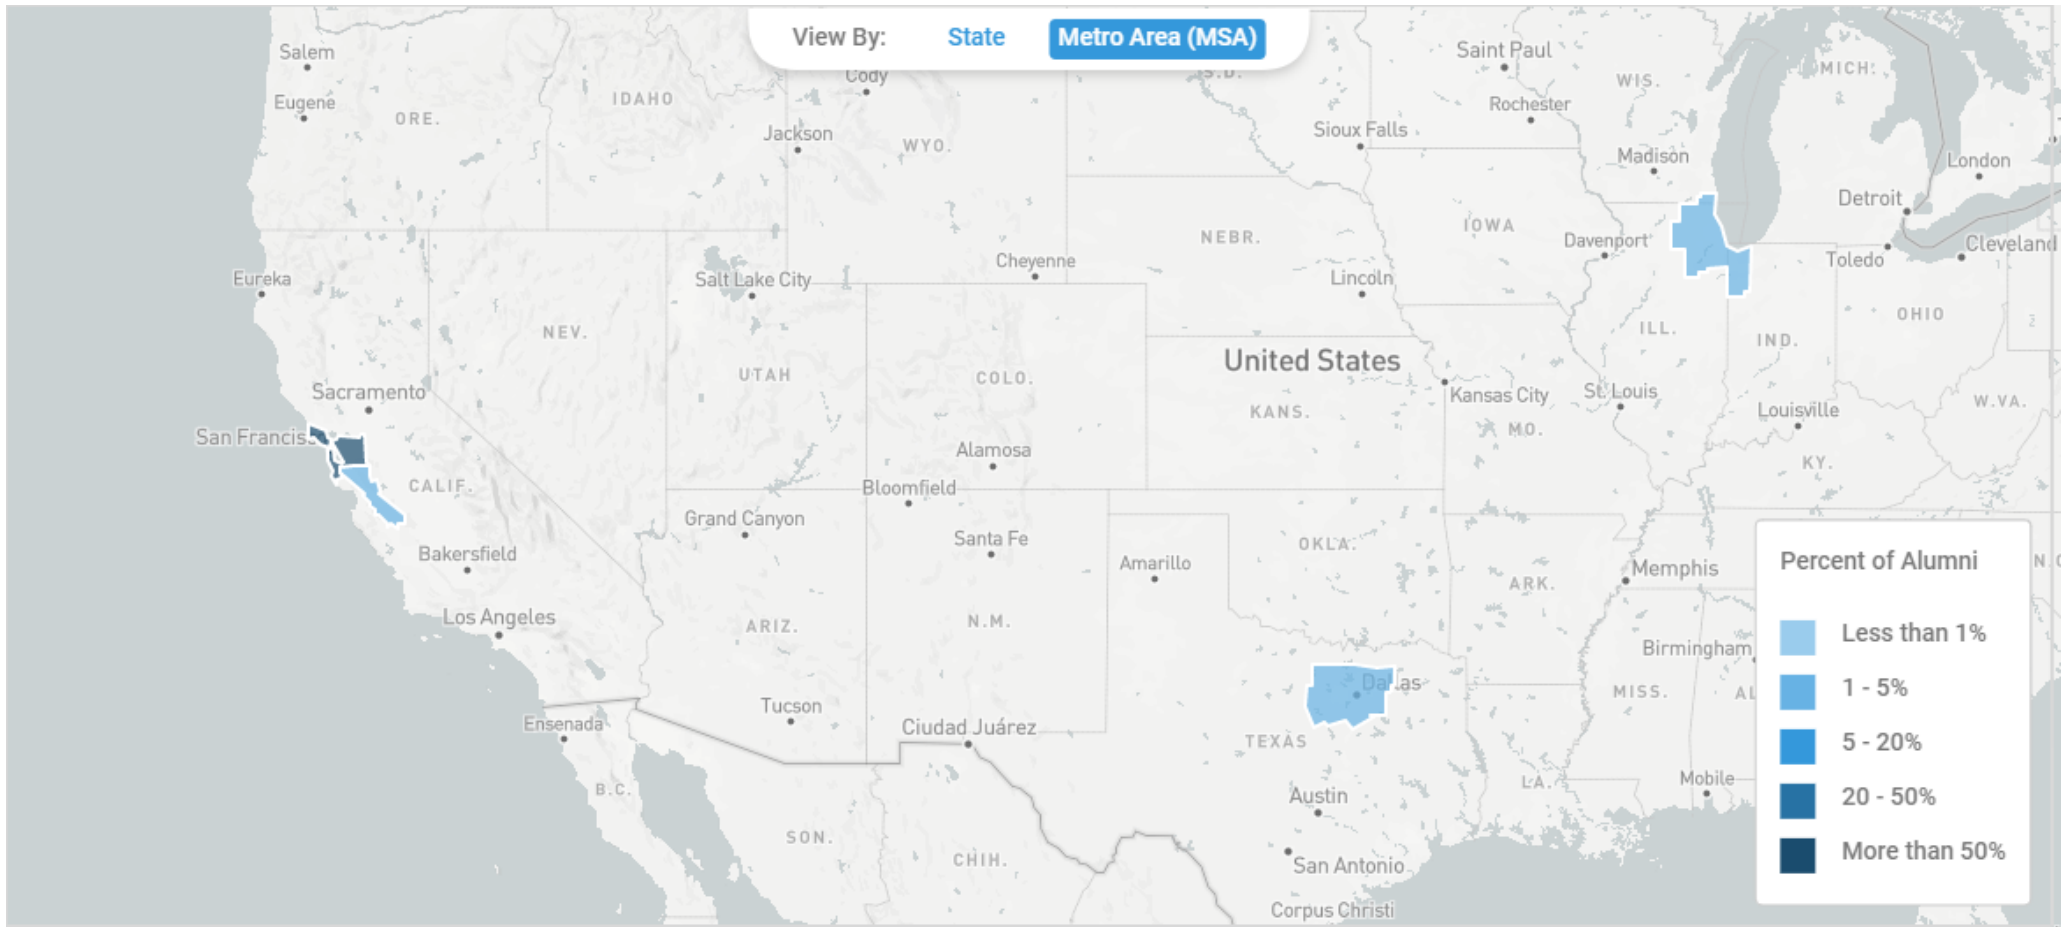 View By: State Metro Area (MSA)
Salem
Saint Paul
MICH.
S.D.
Cody
WIS.
IDAHO
Eugene
ORE.
Rochester
Jackson
Sioux Falls
WYO.
Madison
London
Detroit
IOWA
NEBR.
Davenport
Cleveland
Toledo
Cheyenne
Eureka
Salt Lake City
Lincoln
OHIO
ILL.
NEV.
IND.
United States
UTAH
COLO.
Sacramento
St. Louis
Kansas City
W.VA.
KANS.
Louisville
San Francisc
MO.
Alamosa
KY.
CALIF.
Bloomfield
Grand Canyon
Santa Fe
OKLA.
Bakersfield
Amarillo
Memphis
ARK.
Los Angeles
N.M.
ARIZ.
Birmingham
Dallas
MISS.
AL
Tucson
Ensenada
Ciudad Juárez
TEXAS
Mobile
LA.
B.C.
Austin
SON.
CHIH.
San Antonio
Corpus Christi
Percent of Alumni
Less than 1%
1 - 5%
5 - 20%
20 - 50%
More than 50%